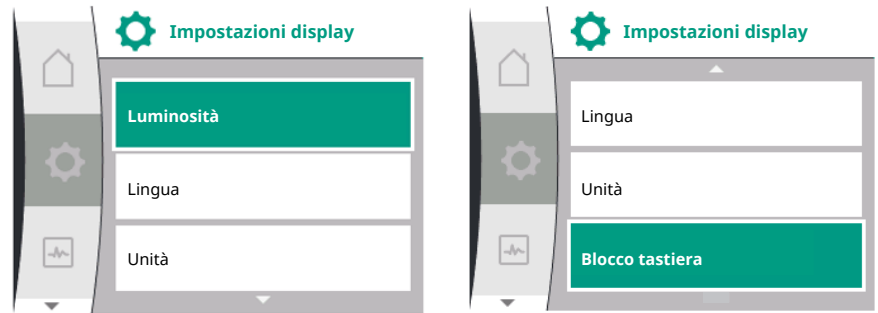 Impostazioni display
Luminosità
Lingua
Unità
Impostazioni display
Lingua
Unità
Blocco tastiera